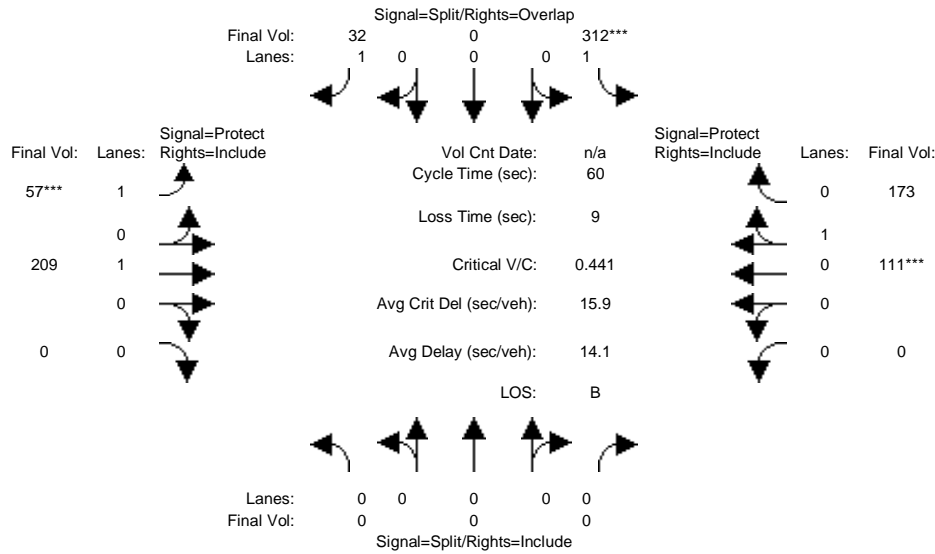 Signal=Split/Rights=Overlap
Final Vol: 32 0 312***
Lanes: 1 0 0 0 1
Signal=Protect
Final Vol: Lanes: Rights=Include
Vol Cnt Date: n/a
Signal=Protect
Rights=Include Lanes: Final Vol:
Cycle Time (sec): 60
57*** 1
0 173
Loss Time (sec): 9
0
1
209 1
Critical V/C: 0.441
0 111***
0
Avg Crit Del (sec/veh): 15.9
0
0 0
Avg Delay (sec/veh): 14.1
0 0
LOS: B
Lanes: 0 0 0 0 0
Final Vol: 0 0 0
Signal=Split/Rights=Include